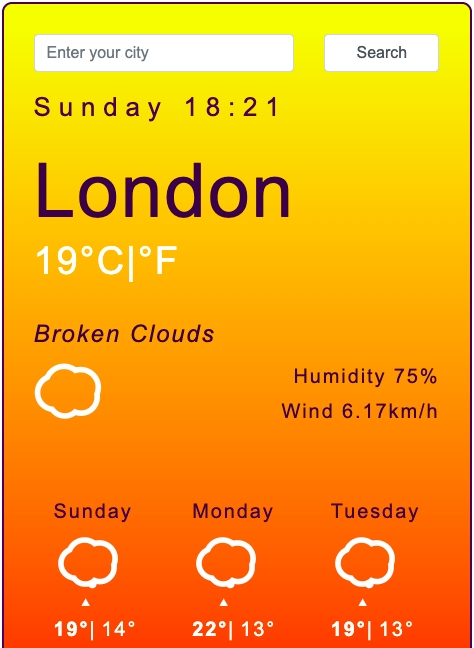 Enter your city Search
Sunday 18:21
London
19°C|°F
Broken Clouds
Humidity 75%
Wind 6.17km/h
Sunday Monday Tuesday
19°| 14° 22°| 13° 19°| 13°